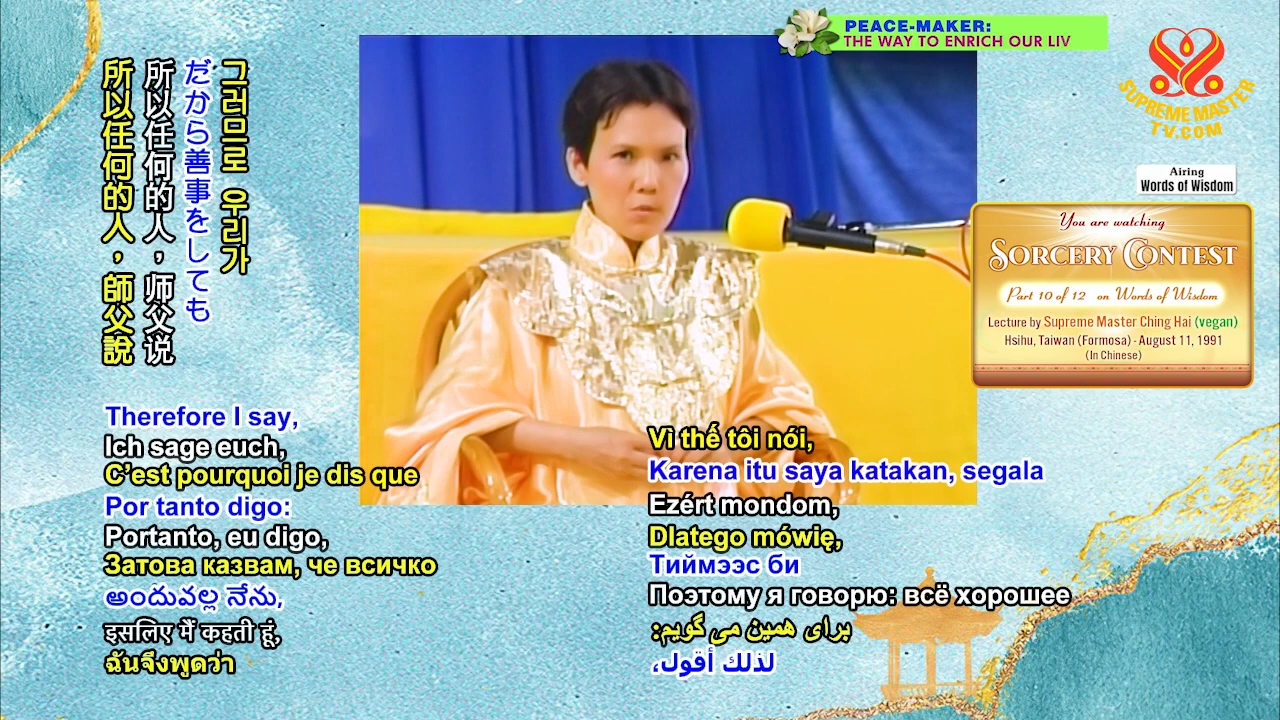 PEACE-MAKER:
THE WAY TO ENRICH OUR LIV
SUPREME MASTER
TV.COM
Airing
Words of Wisdom
You are watching
SORCERY CONTEST
Part 10 of 12 on Words of Wisdom
Lecture by Supreme Master Ching Hai (vegan)
Hsihu, Taiwan (Formosa) - August 11, 1991
(In Chinese)
그러므로 우리가
だから善事をしても
所以任何的人，师父说
所以任何的人，師父說
Therefore I say,
Ich sage euch,
C'est pourquoi je dis que
Por tanto digo:
Portanto, eu digo,
Затова казвам, че всичко
అందువల్ల నేను,
इसलिए मैं कहती हूं,
ฉันจึงพูดว่า
Vì thế tôi nói,
Karena itu saya katakan, segala
Ezért mondom,
Dlatego mówię,
Тиймээс би
Поэтому я говорю: всё хорошее
برای همین می گویم:
لذلك أقول،